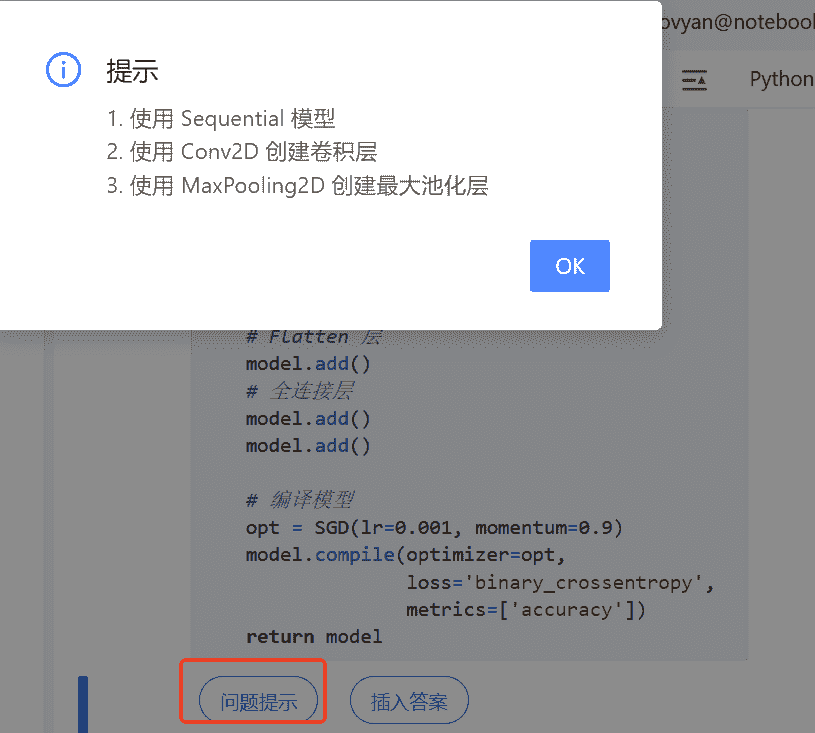 ovyan@notebook
提示
Python
1. 使用 Sequential 模型
2. 使用 Conv2D 创建卷积层
3. 使用 MaxPooling2D 创建最大池化层
OK
# Flatten 层
model.add()
# 全连接层
model.add()
model.add()
# 编译模型
opt = SGD(lr=0.001, momentum=0.9)
model.compile(optimizer=opt,
loss='binary_crossentropy',
metrics=['accuracy'])
return model
问题提示
插入答案